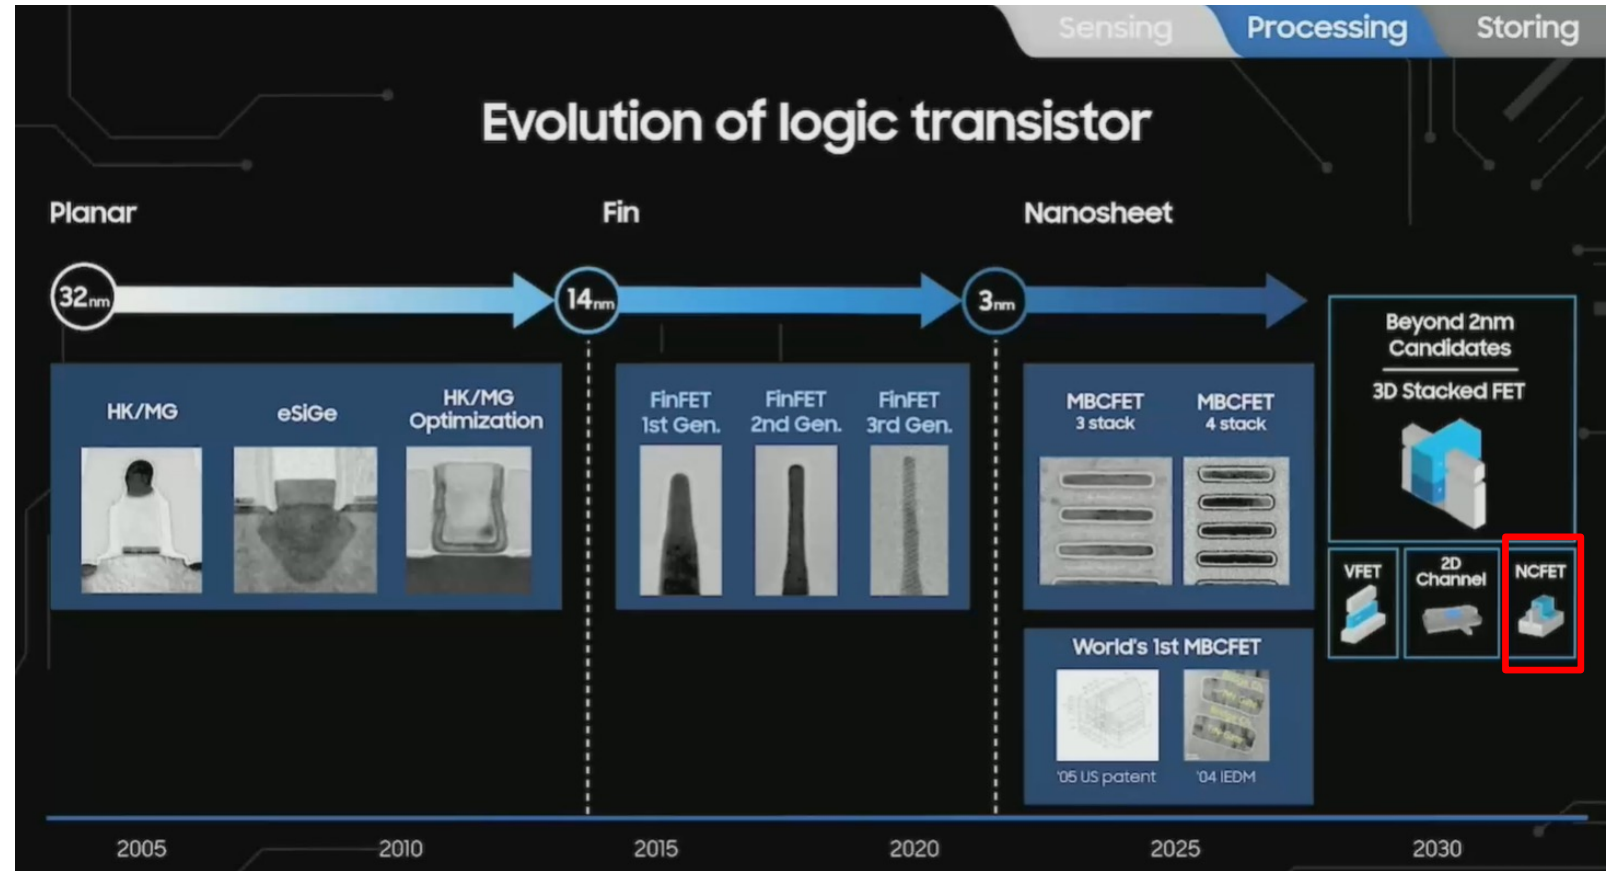 Sensing
Processing
Storing
Evolution of logic transistor
Planar
Fin
Nanosheet
32nm
14nm
3nm
HK/MG
eSiGe
HK/MG
Optimization
FinFET
1st Gen.
FinFET
2nd Gen.
FinFET
3rd Gen.
MBCFET
3 stack
MBCFET
4 stack
Beyond 2nm
Candidates
3D Stacked FET
VFET
2D
Channel
NCFET
World's 1st MBCFET
'05 US patent
'04 IEDM
2005
2010
2015
2020
2025
2030